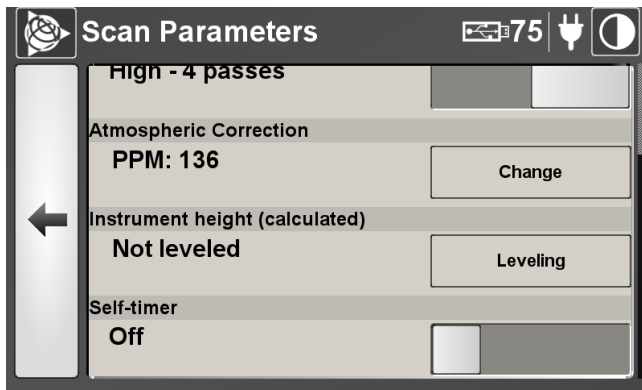 Scan Parameters
75
High - 4 passes
Atmospheric Correction
PPM: 136
Change
Instrument height (calculated)
Not leveled
Leveling
Self-timer
Off